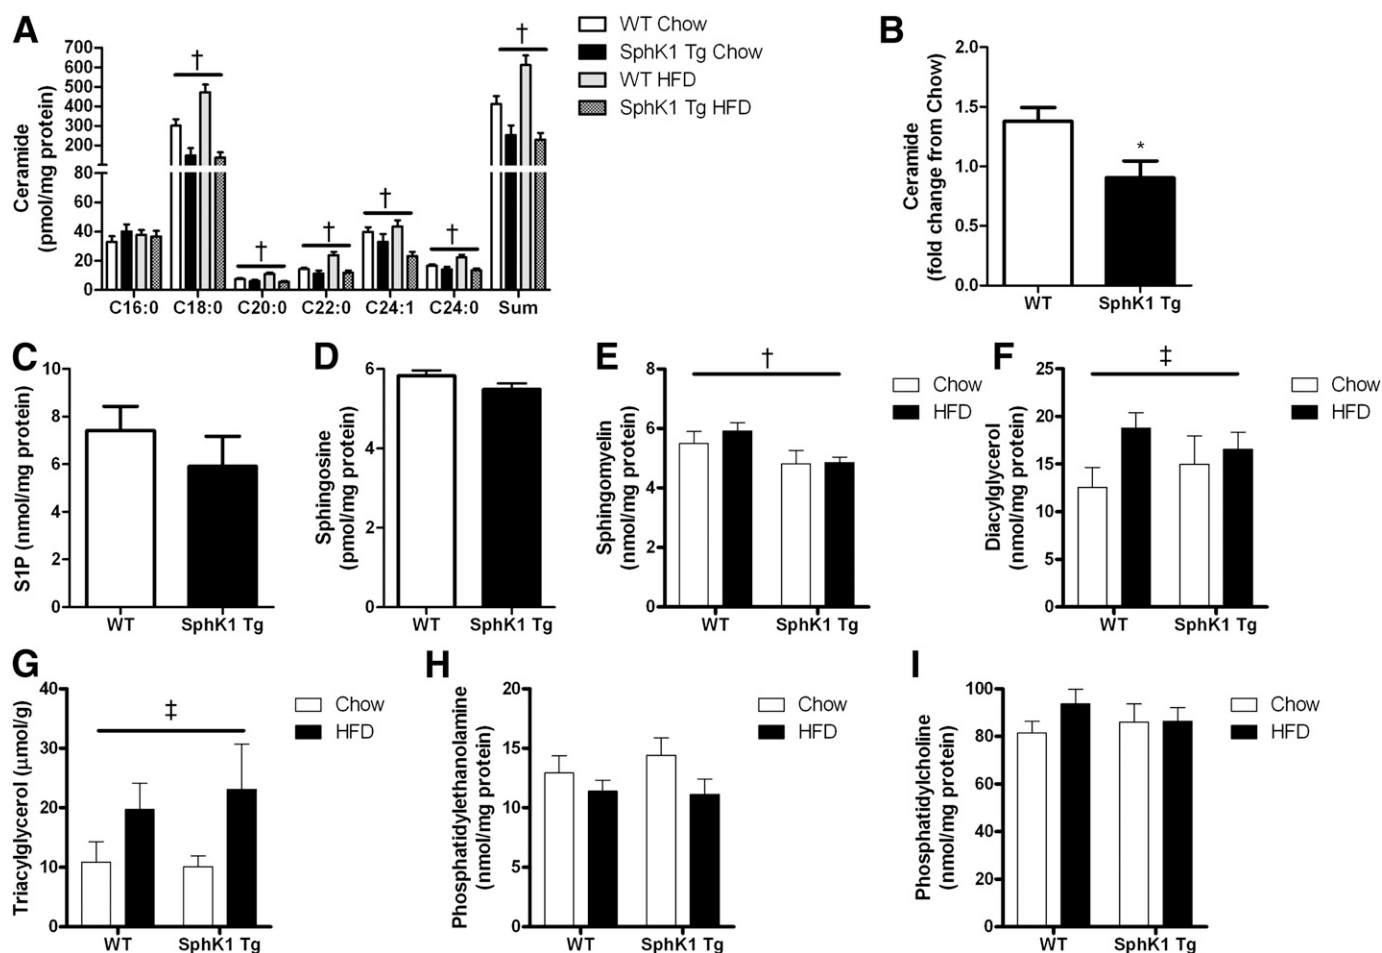 A
Ceramide
(pmol/mg protein)
700
600
500
400
300
200
80
60
40
20
0
†
†
†
†
†
†
C16:0 C18:0 C20:0 C22:0 C24:1 C24:0 Sum
WT Chow
SphK1 Tg Chow
WT HFD
SphK1 Tg HFD
B
Ceramide
(fold change from Chow)
2.0
1.5
1.0
0.5
0.0
*
WT SphK1 Tg
C
S1P (nmol/mg protein)
10
8
6
4
2
0
WT SphK1 Tg
D
Sphingosine
(pmol/mg protein)
6
4
2
0
WT SphK1 Tg
E
Sphingomyelin
(nmol/mg protein)
8
6
4
2
0
†
WT SphK1 Tg
Chow
HFD
F
Diacylglycerol
(nmol/mg protein)
25
20
15
10
5
0
‡
WT SphK1 Tg
Chow
HFD
G
Triacylglycerol (μmol/g)
40
30
20
10
0
‡
WT SphK1 Tg
Chow
HFD
H
Phosphatidylethanolamine
(nmol/mg protein)
20
15
10
5
0
WT SphK1 Tg
Chow
HFD
I
Phosphatidylcholine
(nmol/mg protein)
100
80
60
40
20
0
WT SphK1 Tg
Chow
HFD